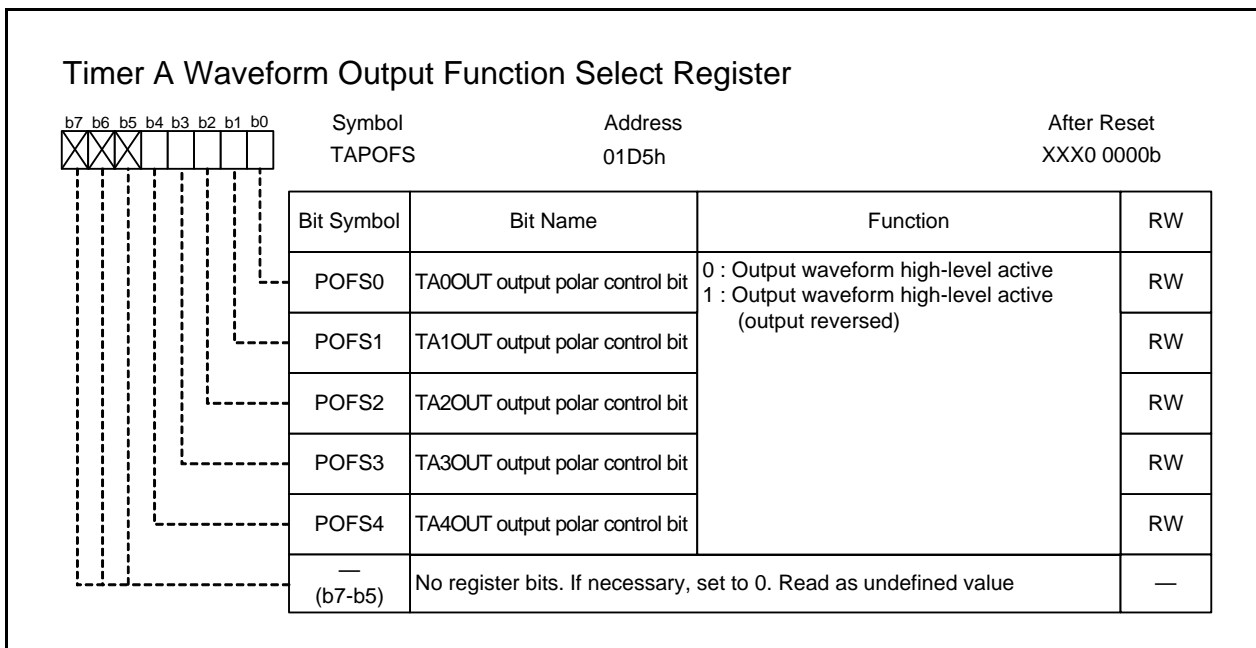 Timer A Waveform Output Function Select Register
b7 b6 b5 b4 b3 b2 b1 b0
Symbol Address After Reset
TAPOFS 01D5h XXX0 0000b
Bit Symbol Bit Name Function RW
POFS0 TA0OUT output polar control bit 0 : Output waveform high-level active RW
1 : Output waveform high-level active
(output reversed)
POFS1 TA1OUT output polar control bit RW
POFS2 TA2OUT output polar control bit RW
POFS3 TA3OUT output polar control bit RW
POFS4 TA4OUT output polar control bit RW
—
(b7-b5) No register bits. If necessary, set to 0. Read as undefined value —